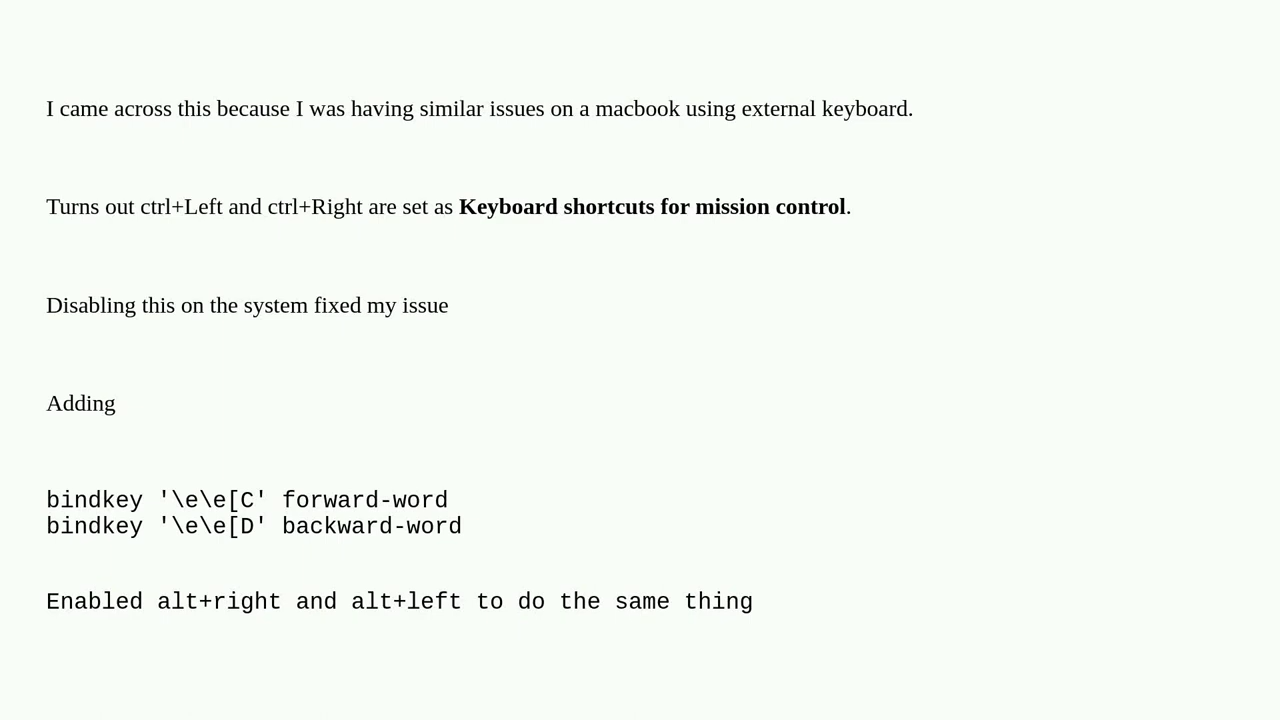 I came across this because I was having similar issues on a macbook using external keyboard.
Turns out ctrl+Left and ctrl+Right are set as Keyboard shortcuts for mission control.
Disabling this on the system fixed my issue
Adding
bindkey '\e\e[C' forward-word
bindkey '\e\e[D' backward-word
Enabled alt+right and alt+left to do the same thing